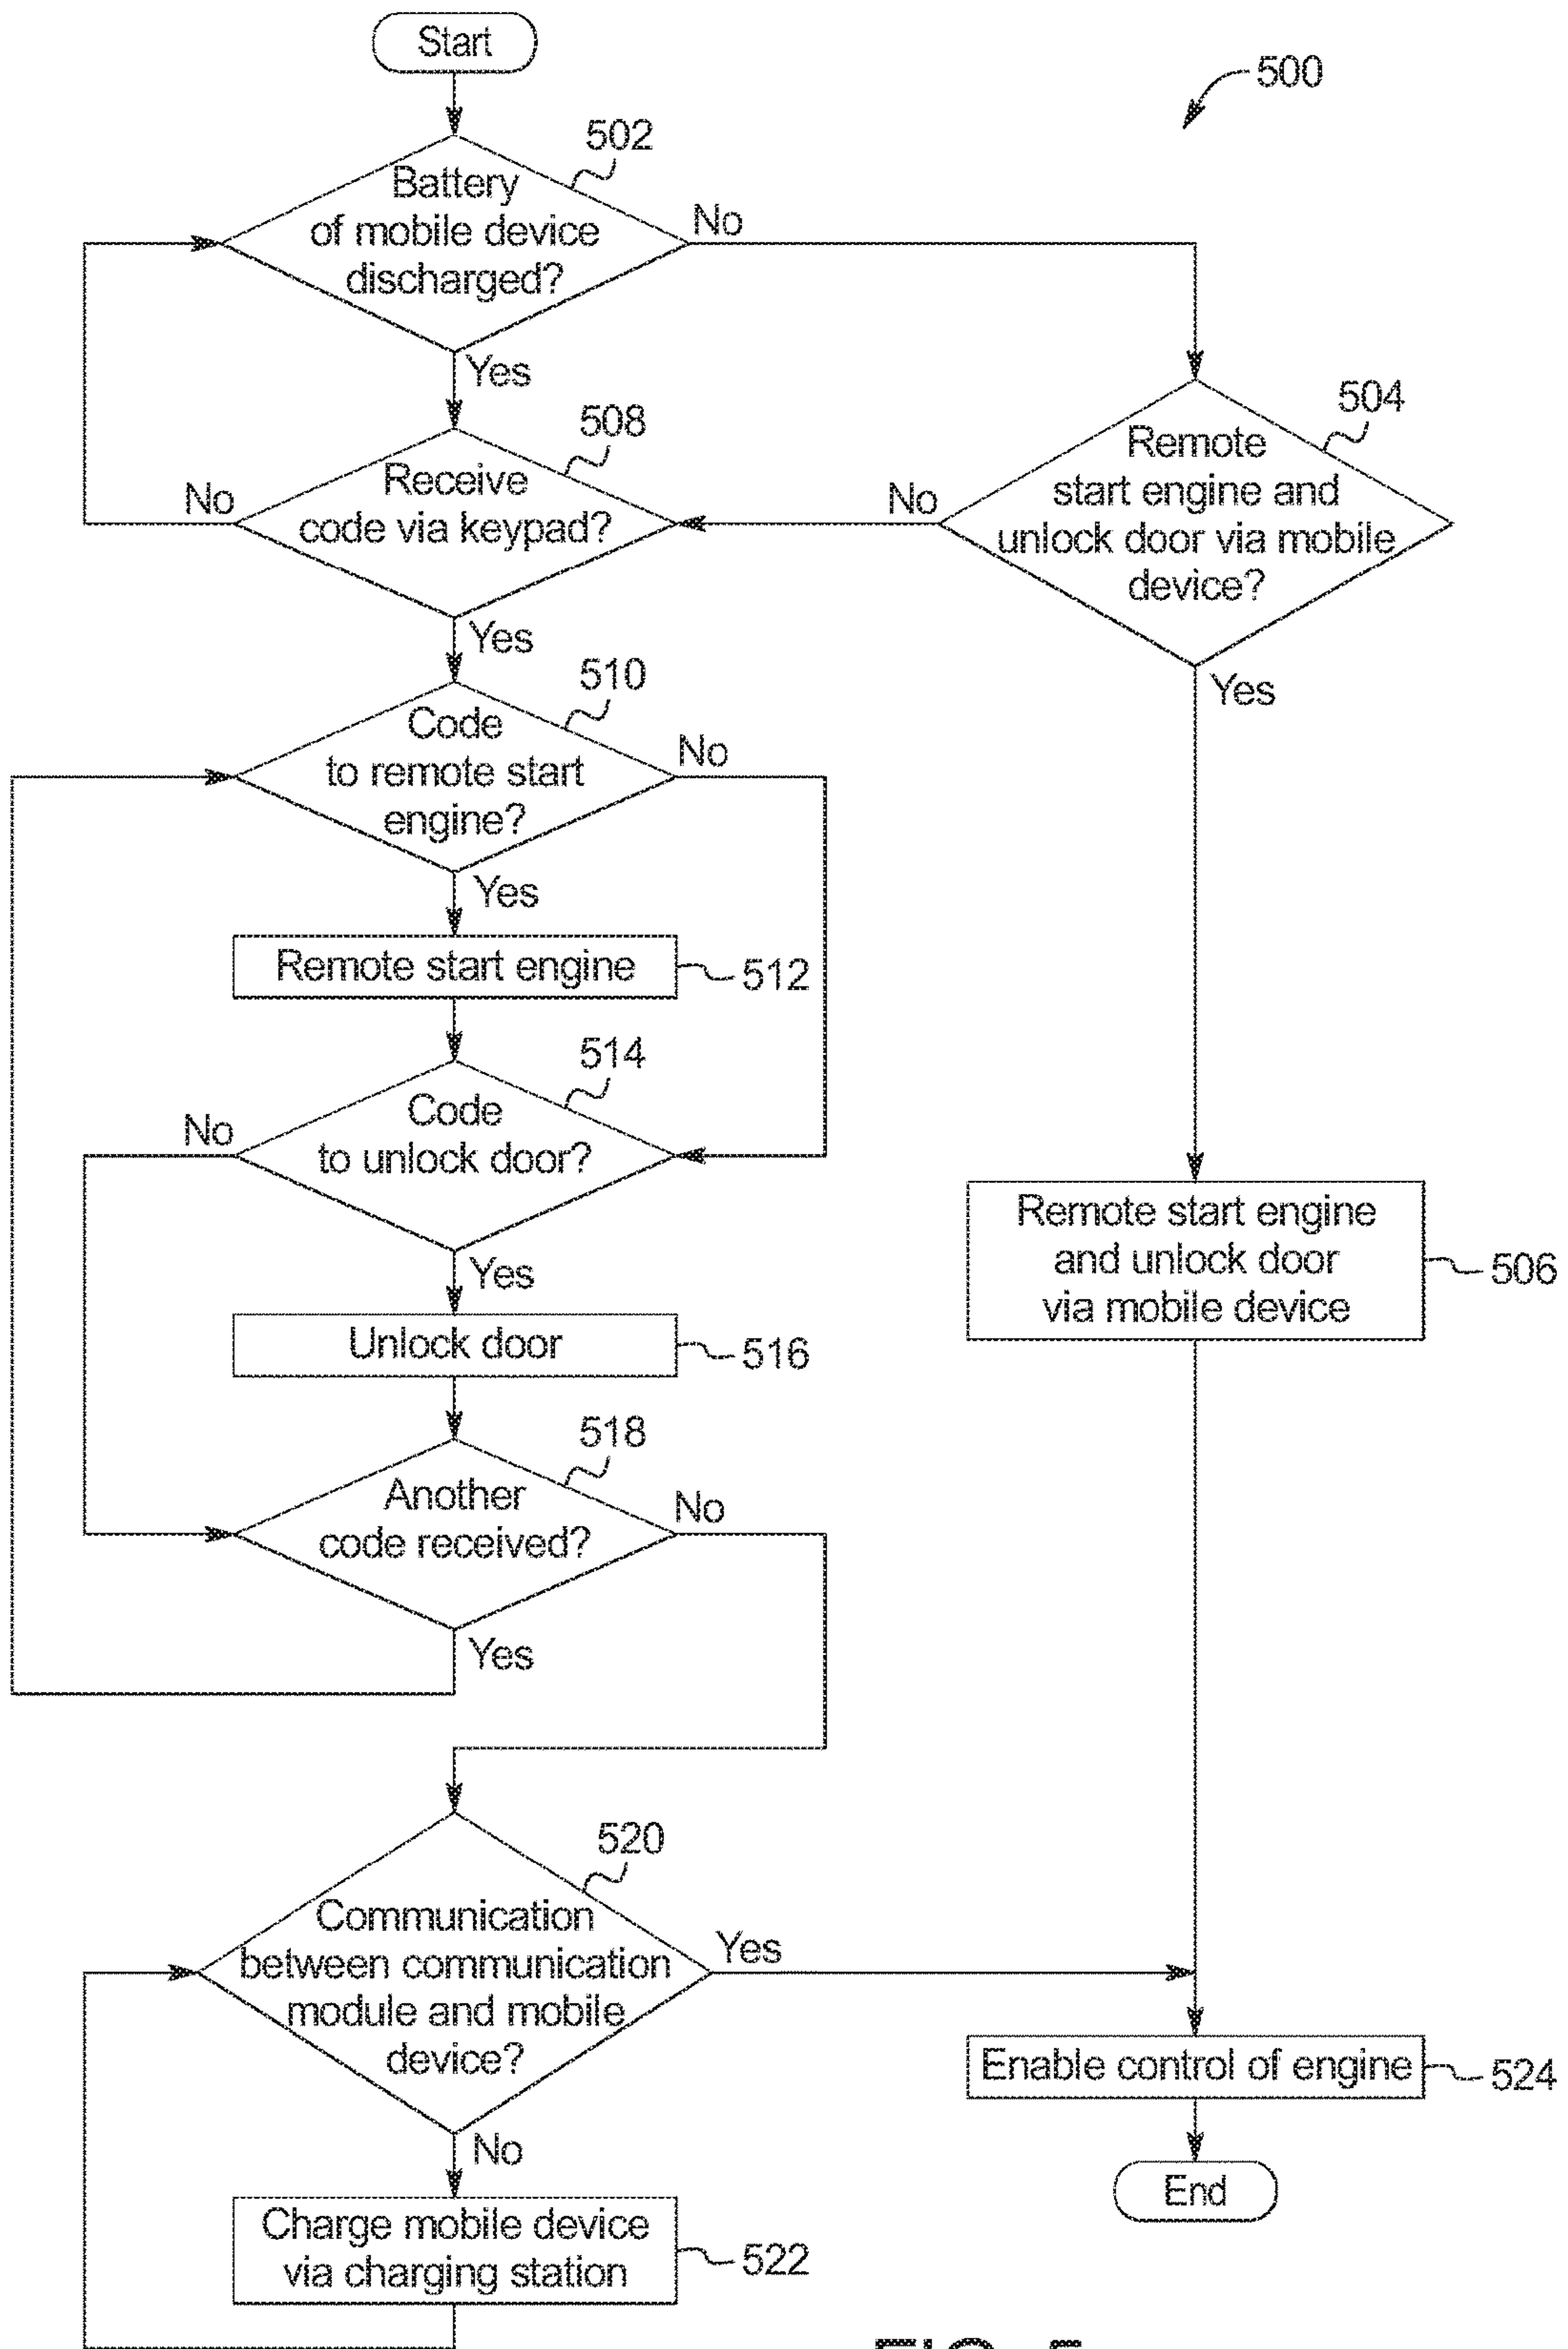 Start
500
502
Battery
of mobile device
discharged?
No
Yes
504
Remote
start engine and
unlock door via mobile
device?
No
Yes
508
Receive
code via keypad?
No
Yes
510
Code
to remote start
engine?
No
Yes
Remote start engine
512
514
Code
to unlock door?
No
Yes
Remote start engine
and unlock door
via mobile device
506
Unlock door
516
518
Another
code received?
No
Yes
520
Communication
between communication
module and mobile
device?
Yes
No
Enable control of engine
524
End
Charge mobile device
via charging station
522